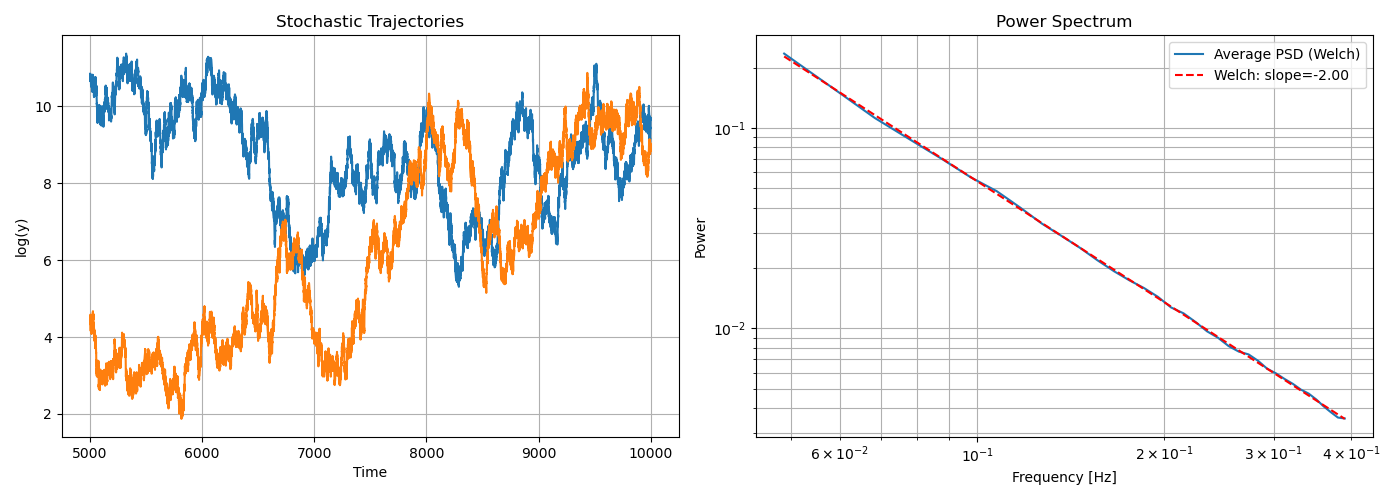 Stochastic Trajectories
log(y)
10
8
6
4
2
5000 6000 7000 8000 9000 10000
Time
Power Spectrum
Average PSD (Welch)
Welch: slope=-2.00
Power
10⁻¹
10⁻²
6 × 10⁻² 10⁻¹ 2 × 10⁻¹ 3 × 10⁻¹ 4 × 10⁻¹
Frequency [Hz]